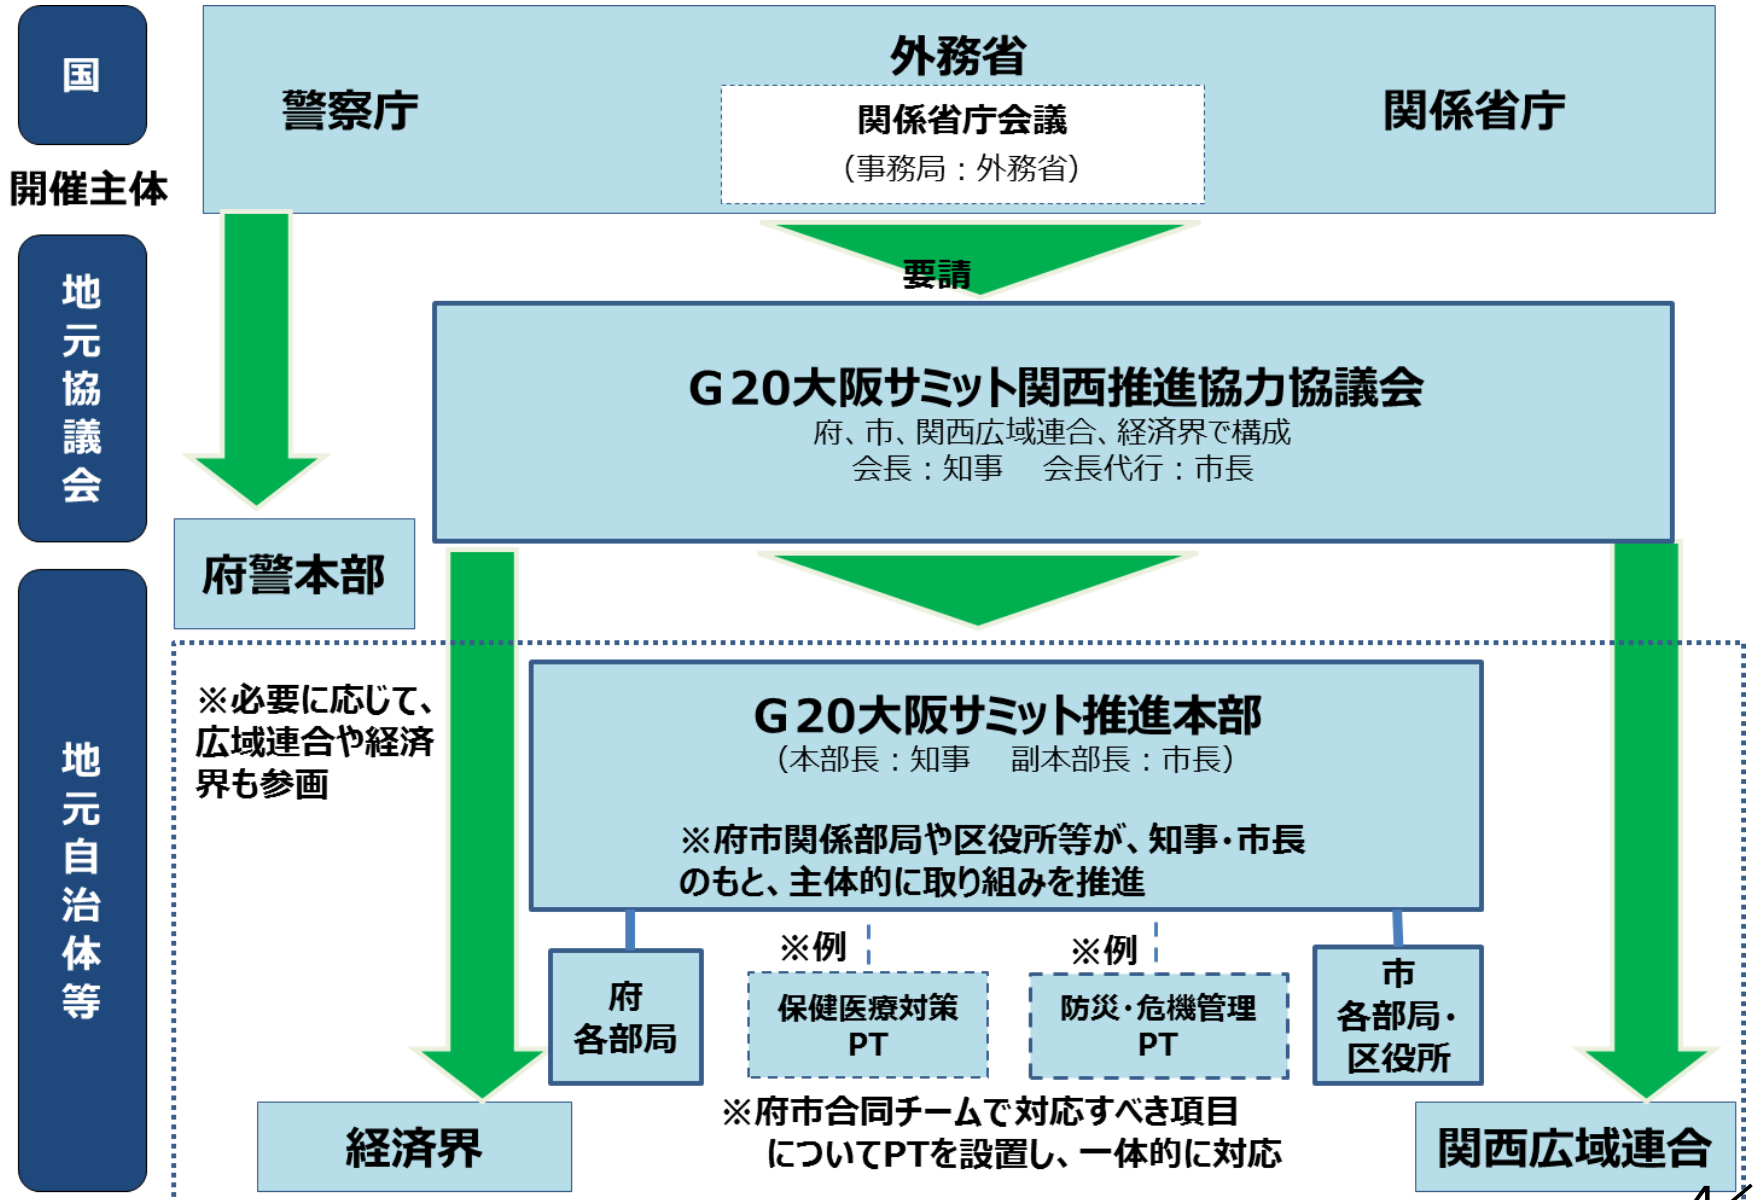 国
開催主体
外務省
警察庁
関係省庁会議
（事務局：外務省）
関係省庁
要請
地元協議会
G20大阪サミット関西推進協力協議会
府、市、関西広域連合、経済界で構成
会長：知事　会長代行：市長
府警本部
地元自治体等
※必要に応じて、
広域連合や経済
界も参画
G20大阪サミット推進本部
（本部長：知事　副本部長：市長）
※府市関係部局や区役所等が、知事・市長
のもと、主体的に取り組みを推進
府
各部局
※例
保健医療対策
PT
※例
防災・危機管理
PT
市
各部局・
区役所
※府市合同チームで対応すべき項目
についてPTを設置し、一体的に対応
経済界
関西広域連合